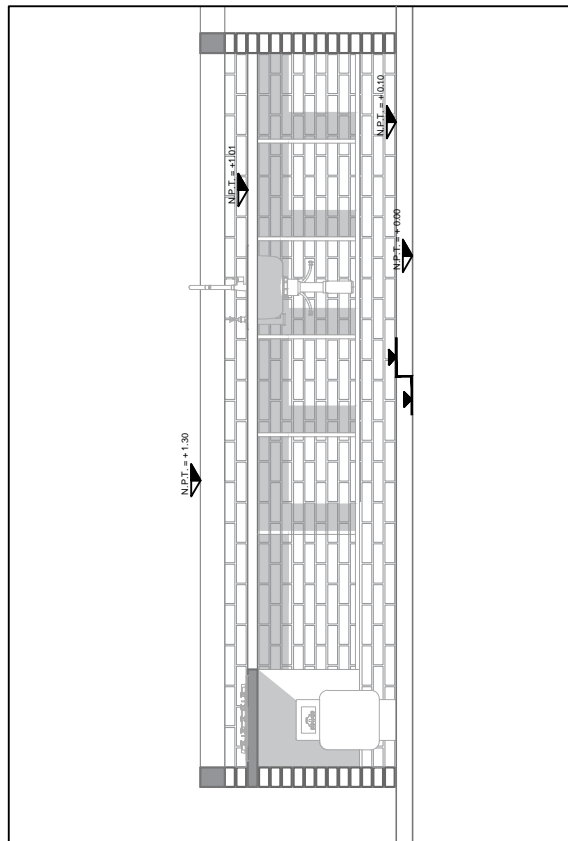 N.P.T. = + 1.30
N.P.T. = +1.01
N.P.T. = + 0.10
N.P.T. = + 0.00